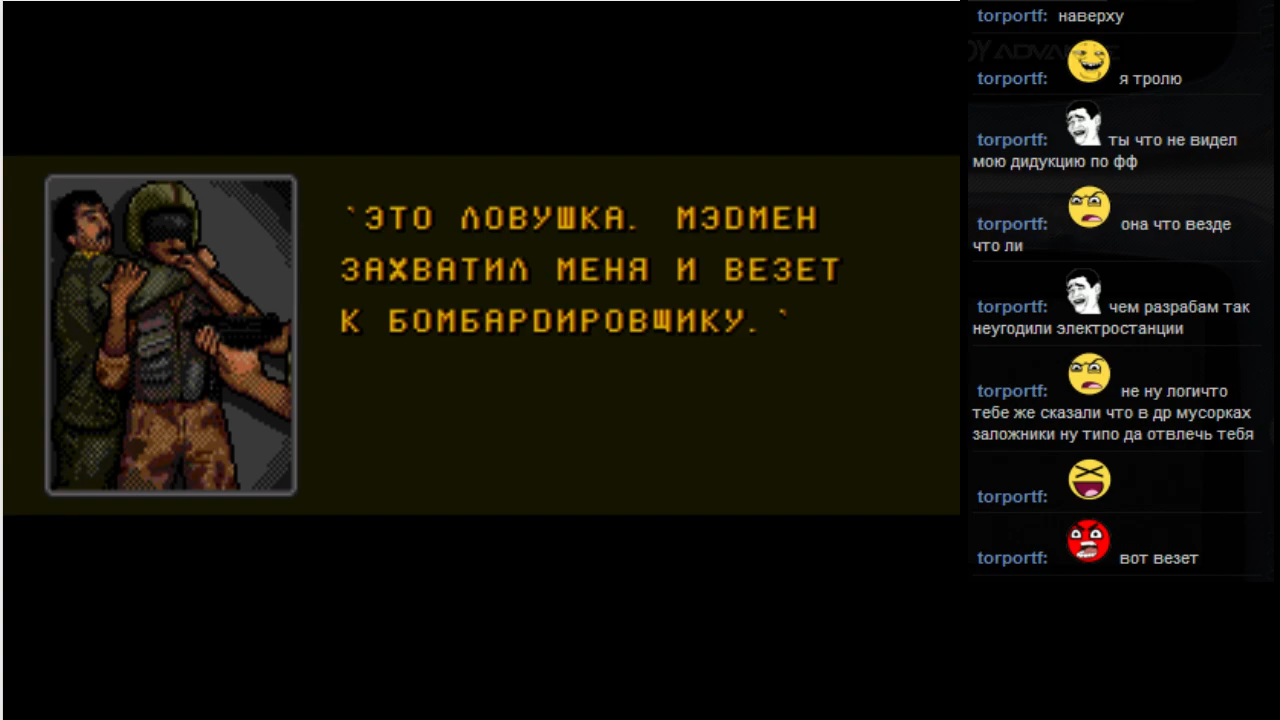 `ЭТО ЛОВУШКА. МЭDМЕН
ЗАХВАТИЛ МЕНЯ И ВЕЗЕТ
К БОМБАРDИРОВЩИКУ. `
torportf: наверху
torportf: я тролю
torportf: ты что не видел
мою дидукцию по фф
torportf: она что везде
что ли
torportf: чем разрабам так
неугодили электростанции
torportf: не ну логичто
тебе же сказали что в др мусорках
заложники ну типо да отвлечь тебя
torportf:
torportf: вот везет